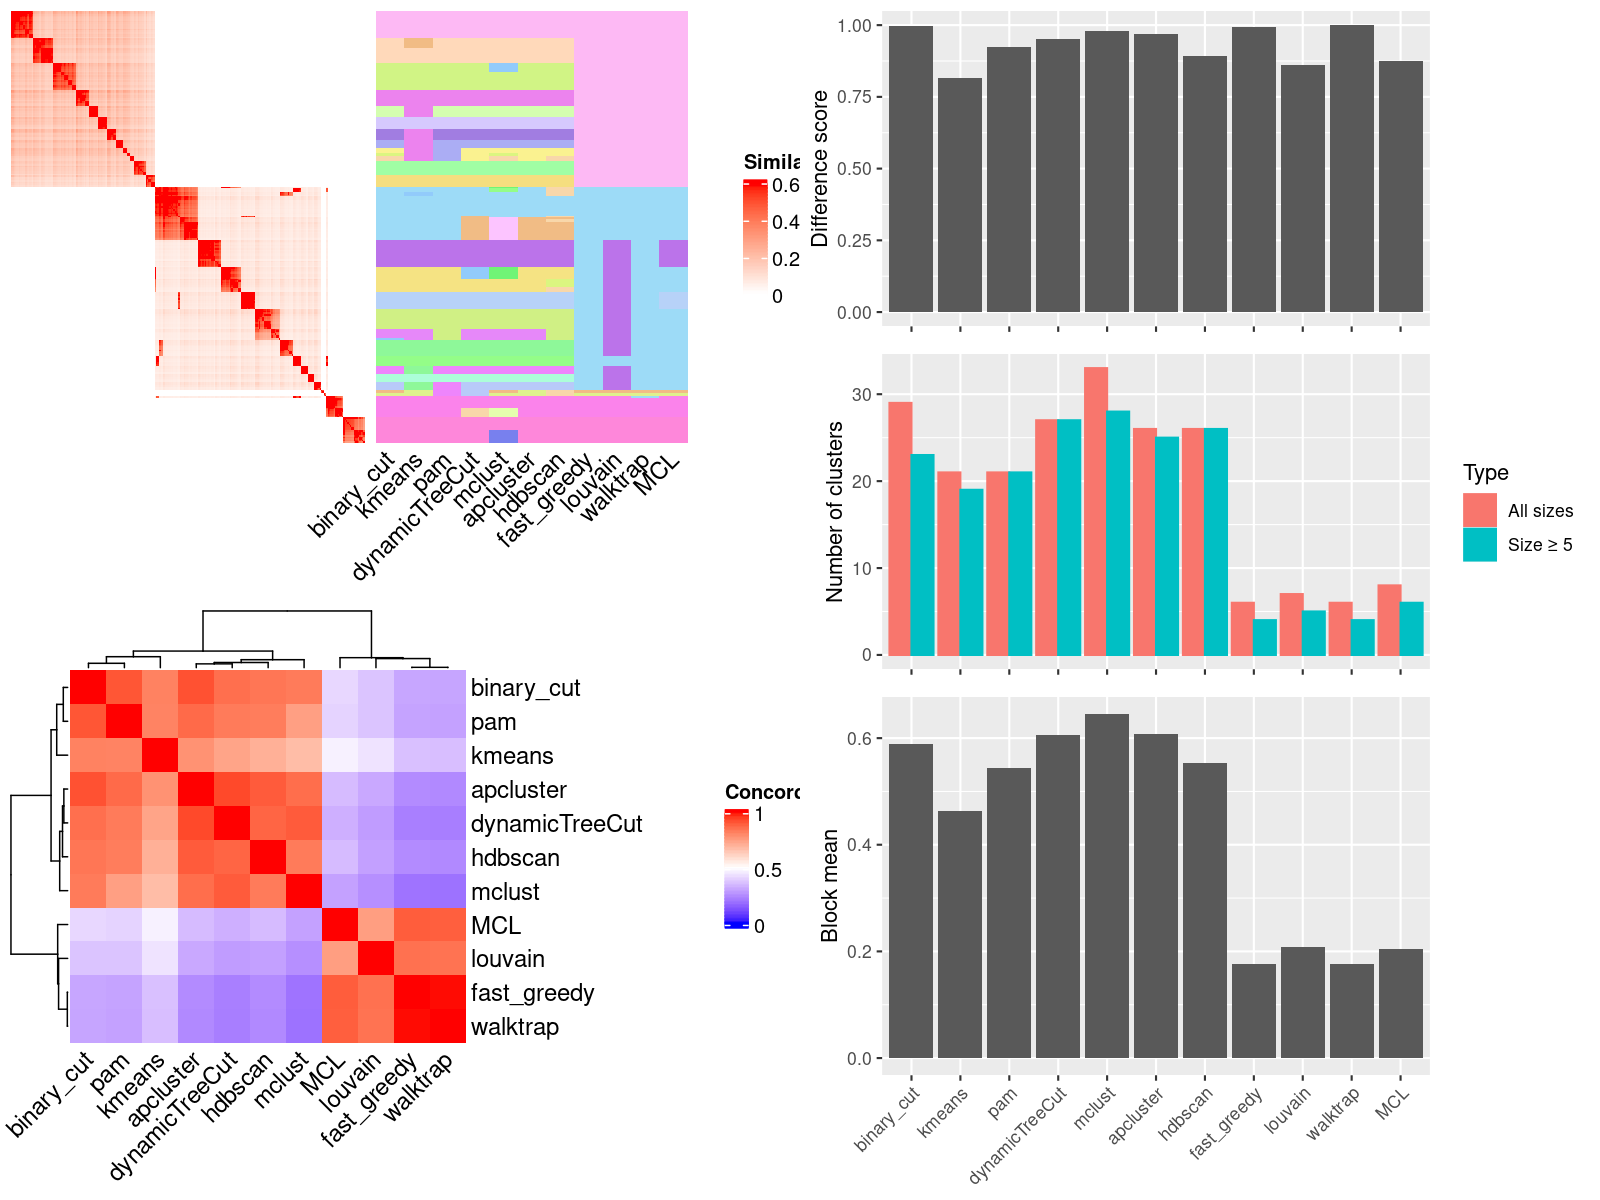 Simila
0.6
0.4
0.2
0
binary_cut
kmeans
pam
dynamicTreeCut
mclust
apcluster
hdbscan
fast_greedy
louvain
walktrap
MCL
binary_cut
pam
kmeans
apcluster
dynamicTreeCut
hdbscan
mclust
MCL
louvain
fast_greedy
walktrap
Concord
1
0.5
0
binary_cut
pam
kmeans
apcluster
dynamicTreeCut
hdbscan
mclust
MCL
louvain
fast_greedy
walktrap
Difference score
1.00
0.75
0.50
0.25
0.00
Number of clusters
30
20
10
0
Type
All sizes
Size ≥ 5
Block mean
0.6
0.4
0.2
0.0
binary_cut
kmeans
pam
dynamicTreeCut
mclust
apcluster
hdbscan
fast_greedy
louvain
walktrap
MCL